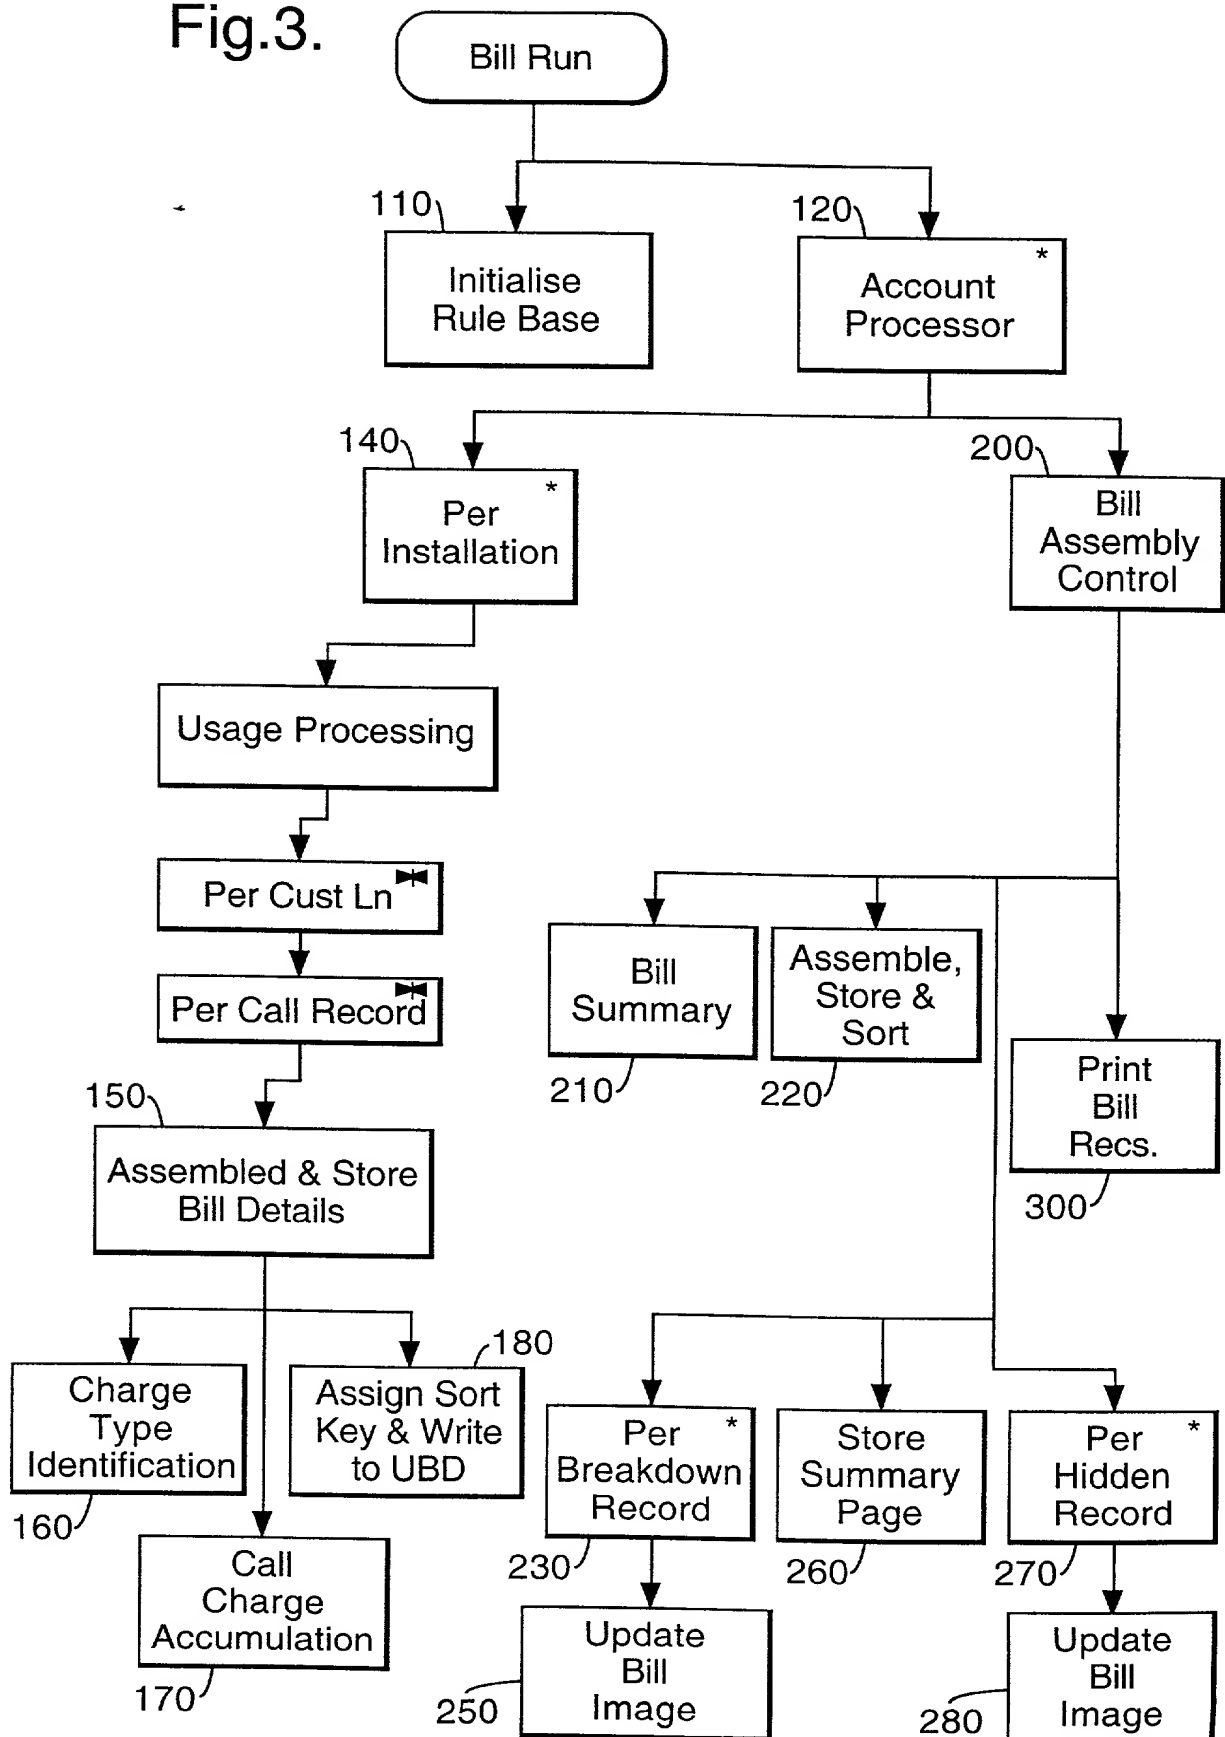 Fig.3.
Bill Run
110
Initialise
Rule Base
120
*
Account
Processor
140
*
Per
Installation
200
Bill
Assembly
Control
Usage Processing
Per Cust Ln
Per Call Record
150
Assembled & Store
Bill Details
Bill
Summary
210
Assemble,
Store &
Sort
220
Print
Bill
Recs.
300
Charge
Type
Identification
160
180
Assign Sort
Key & Write
to UBD
Call
Charge
Accumulation
170
*
Per
Breakdown
Record
230
Store
Summary
Page
260
*
Per
Hidden
Record
270
Update
Bill
Image
250
Update
Bill
Image
280